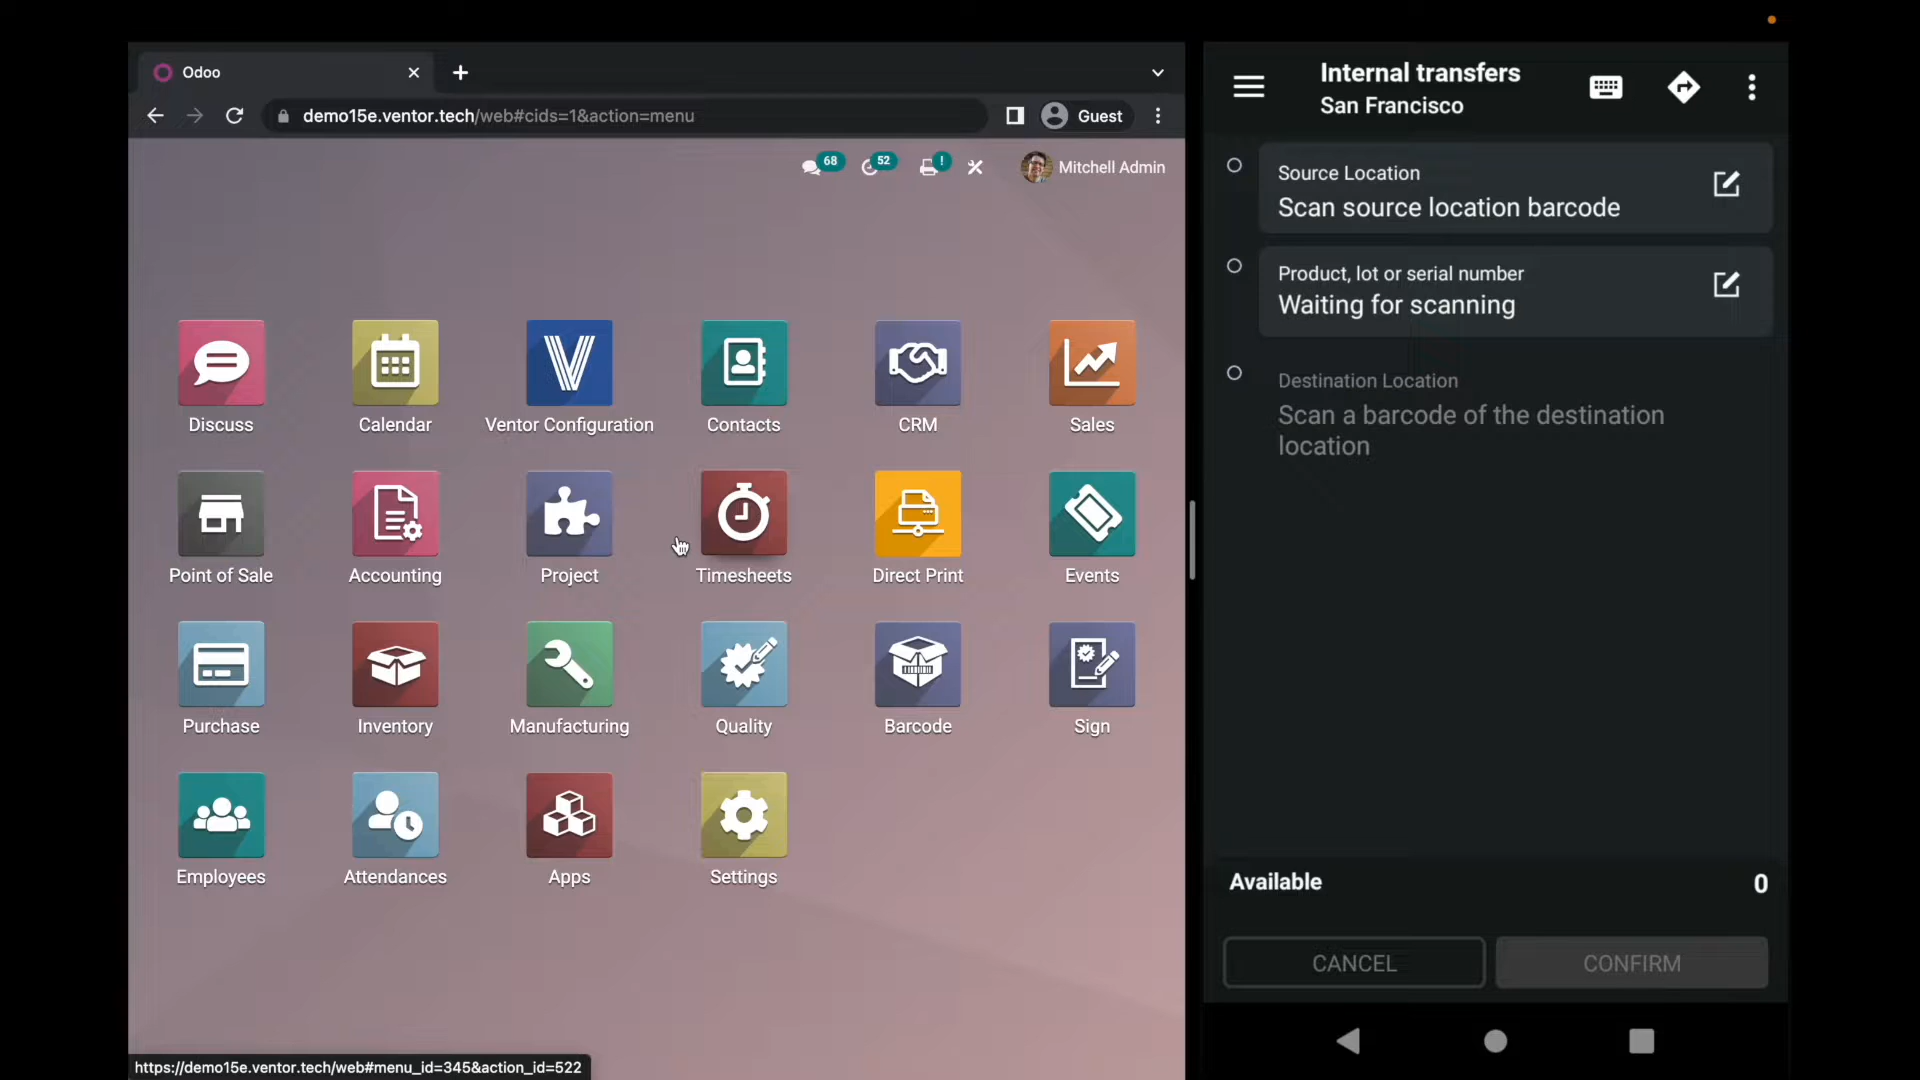 Odoo
demo15e.ventor.tech/web#cids=1&action=menu
Guest
68
52
!
Mitchell Admin
Discuss
Calendar
Ventor Configuration
Contacts
CRM
Sales
Point of Sale
Accounting
Project
Timesheets
Direct Print
Events
Purchase
Inventory
Manufacturing
Quality
Barcode
Sign
Employees
Attendances
Apps
Settings
https://demo15e.ventor.tech/web#menu_id=345&action_id=522
Internal transfers
San Francisco
Source Location
Scan source location barcode
Product, lot or serial number
Waiting for scanning
Destination Location
Scan a barcode of the destination
location
Available 0
CANCEL
CONFIRM